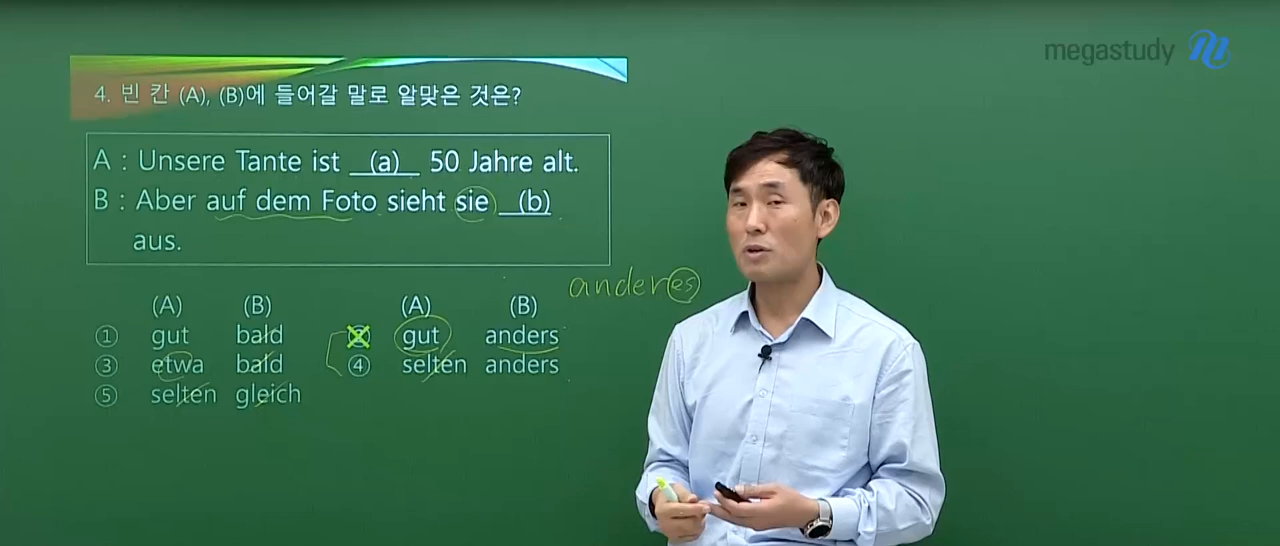 megastudy
4. 빈 칸 (A), (B)에 들어갈 말로 알맞은 것은?
A : Unsere Tante ist (a) 50 Jahre alt.
B : Aber auf dem Foto sieht sie (b)
aus.
anderes
(A) (B) (A) (B)
① gut bald ② gut anders
③ etwa bald ④ selten anders
⑤ selten gleich